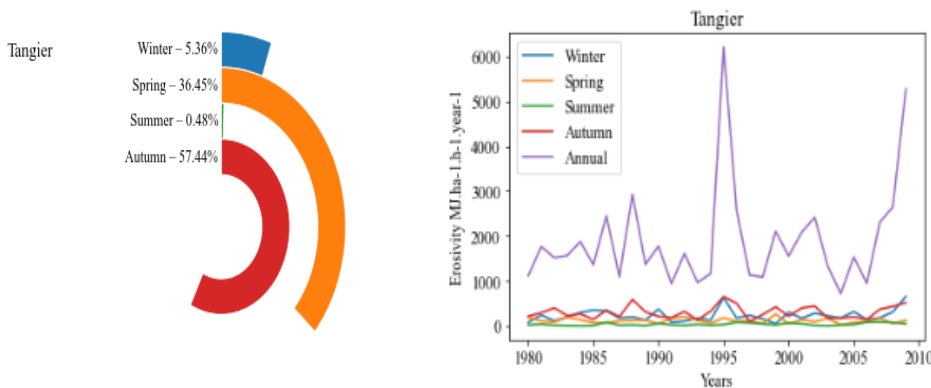 Tangier
Winter – 5.36%
Spring – 36.45%
Summer – 0.48%
Autumn – 57.44%
Tangier
Erosivity MJ.ha-1.h-1.year-1
6000
5000
4000
3000
2000
1000
0
Winter
Spring
Summer
Autumn
Annual
1980 1985 1990 1995 2000 2005 2010
Years